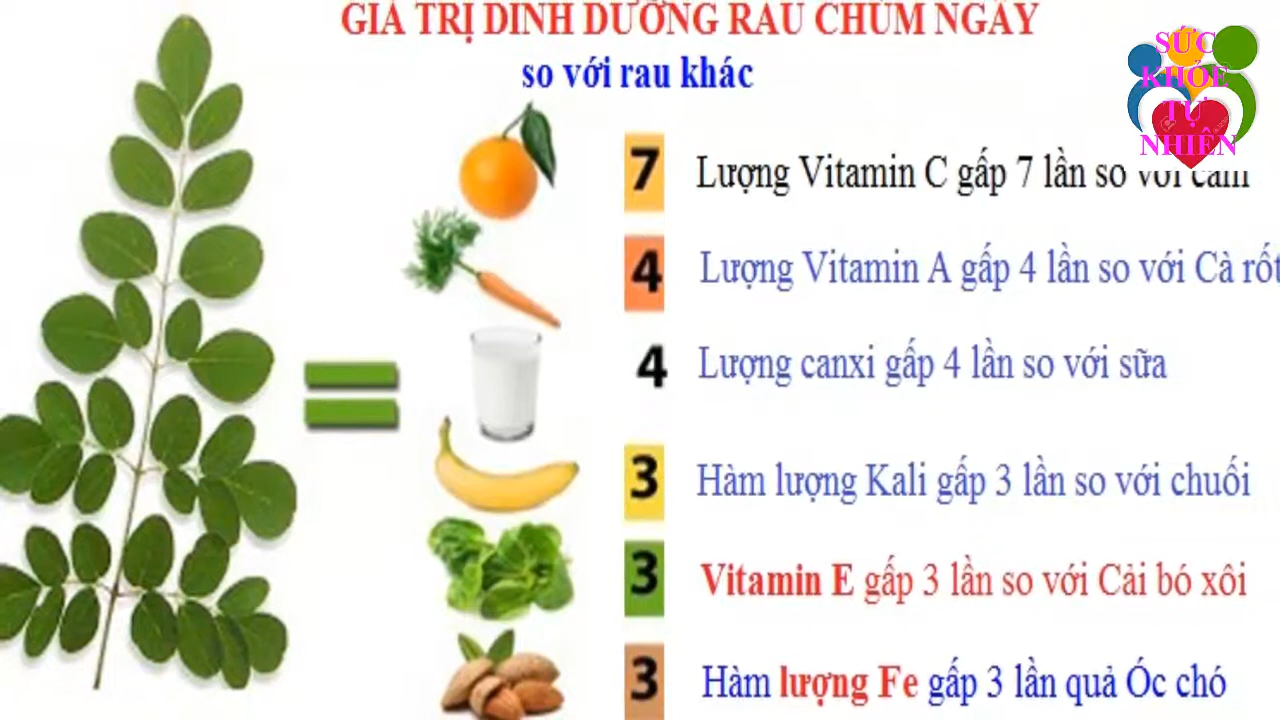 GIÁ TRỊ DINH DƯỠNG RAU CHÙM NGÂY
so với rau khác
SỨC
KHỎE
TỰ
NHIÊN
7 Lượng Vitamin C gấp 7 lần so với cam
4 Lượng Vitamin A gấp 4 lần so với Cà rốt
4 Lượng canxi gấp 4 lần so với sữa
3 Hàm lượng Kali gấp 3 lần so với chuối
3 Vitamin E gấp 3 lần so với Cải bó xôi
3 Hàm lượng Fe gấp 3 lần quả Óc chó